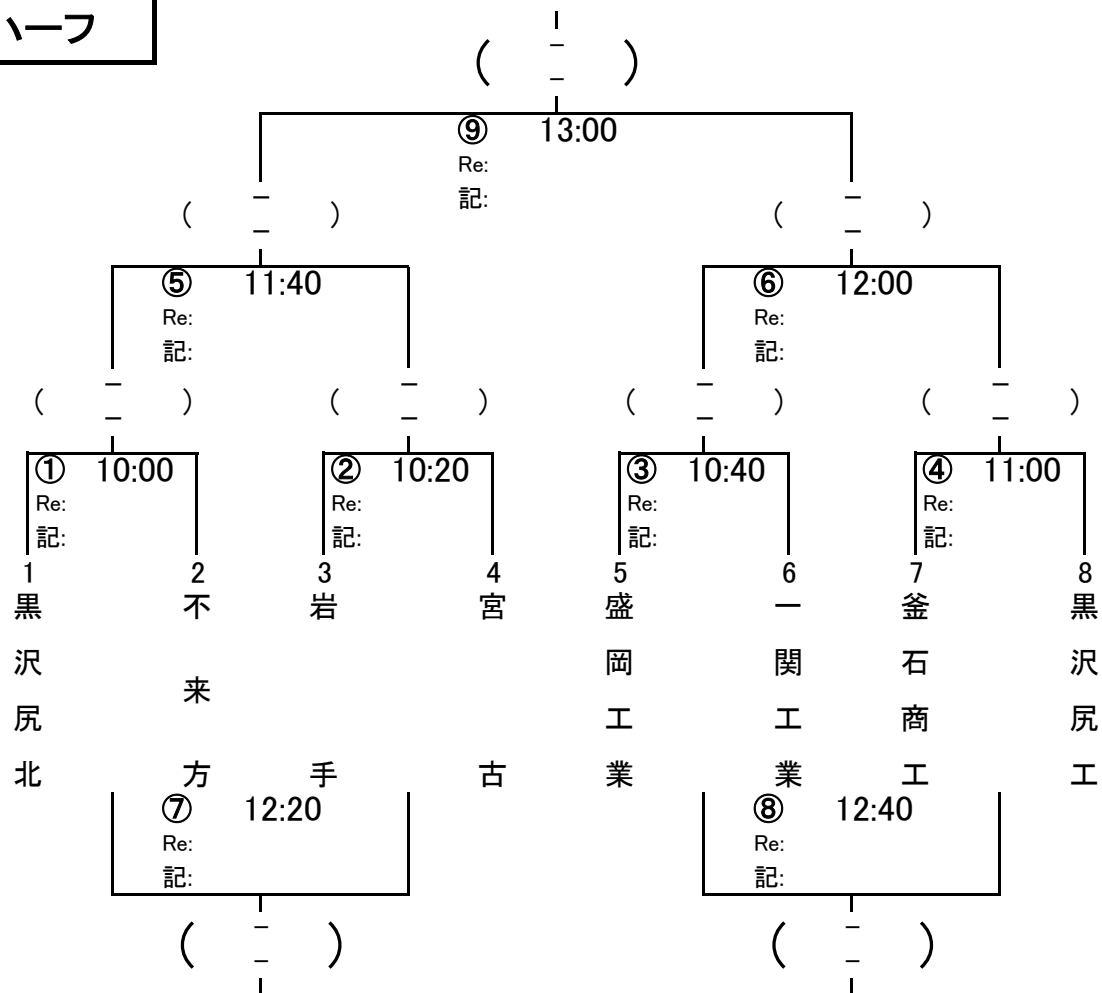 ハーフ
( － － )
⑨ 13:00
Re:
記:
( － － ) ( － － )
⑤ 11:40 ⑥ 12:00
Re: Re:
記: 記:
( － － ) ( － － ) ( － － ) ( － － )
① 10:00 ② 10:20 ③ 10:40 ④ 11:00
Re: Re: Re: Re:
記: 記: 記: 記:
1 2 3 4 5 6 7 8
黒沢尻北
不来方
岩手
宮古
盛岡工業
一関工業
釜石商工
黒沢尻工
⑦ 12:20 ⑧ 12:40
Re: Re:
記: 記:
( － － ) ( － － )